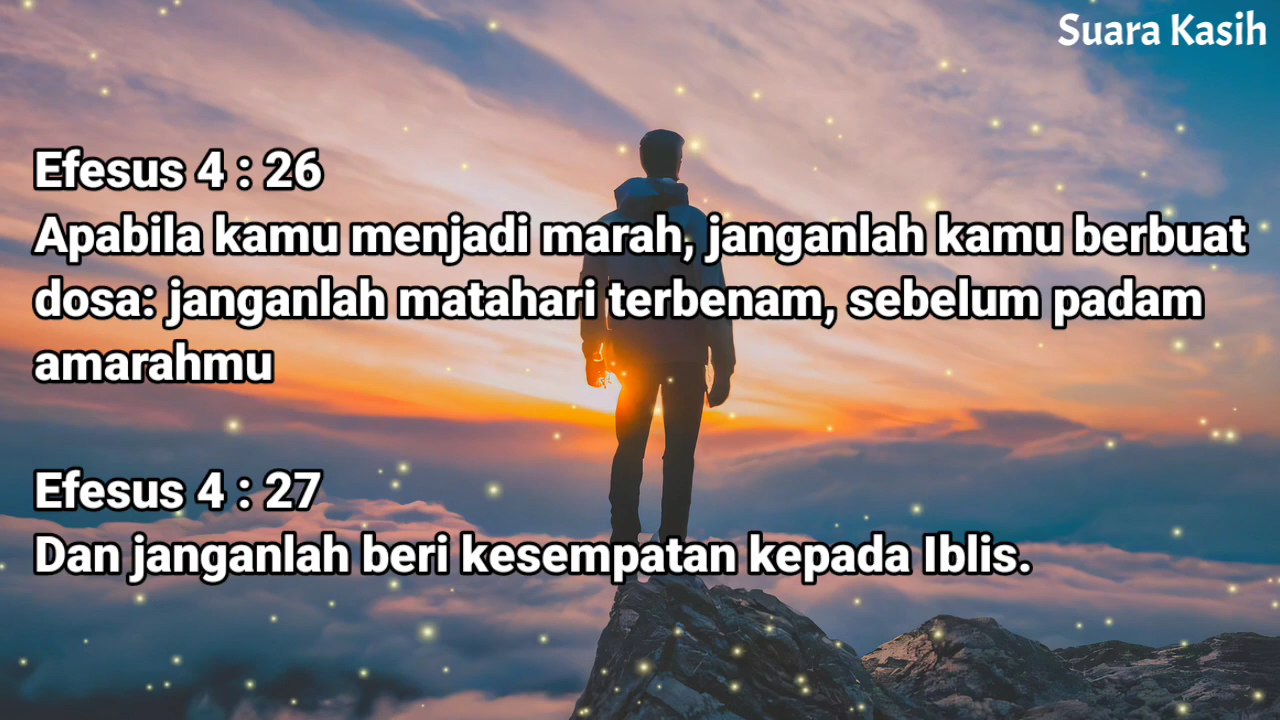 Suara Kasih
Efesus 4 : 26
Apabila kamu menjadi marah, janganlah kamu berbuat
dosa: janganlah matahari terbenam, sebelum padam
amarahmu
Efesus 4 : 27
Dan janganlah beri kesempatan kepada Iblis.